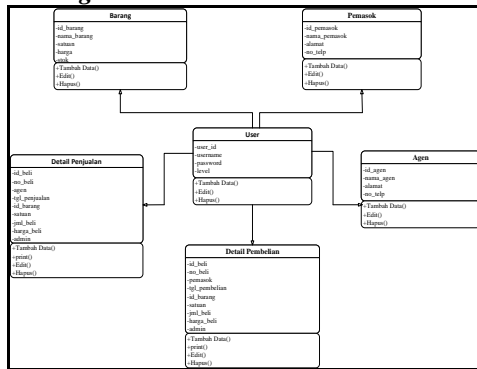 Barang
-id_barang
-nama_barang
-satuan
-harga
-stok
+Tambah Data()
+Edit()
+Hapus()
Pemasok
-id_pemasok
-nama_pemasok
-alamat
-no_telp
+Tambah Data()
+Edit()
+Hapus()
User
-user_id
-username
-password
-level
+Tambah Data()
+Edit()
+Hapus()
Detail Penjualan
-id_beli
-no_beli
-agen
-tgl_penjualan
-id_barang
-satuan
-jml_beli
-harga_beli
-admin
+Tambah Data()
+print()
+Edit()
+Hapus()
Agen
-id_agen
-nama_agen
-alamat
-no_telp
+Tambah Data()
+Edit()
+Hapus()
Detail Pembelian
-id_beli
-no_beli
-pemasok
-tgl_pembelian
-id_barang
-satuan
-jml_beli
-harga_beli
-admin
+Tambah Data()
+print()
+Edit()
+Hapus()